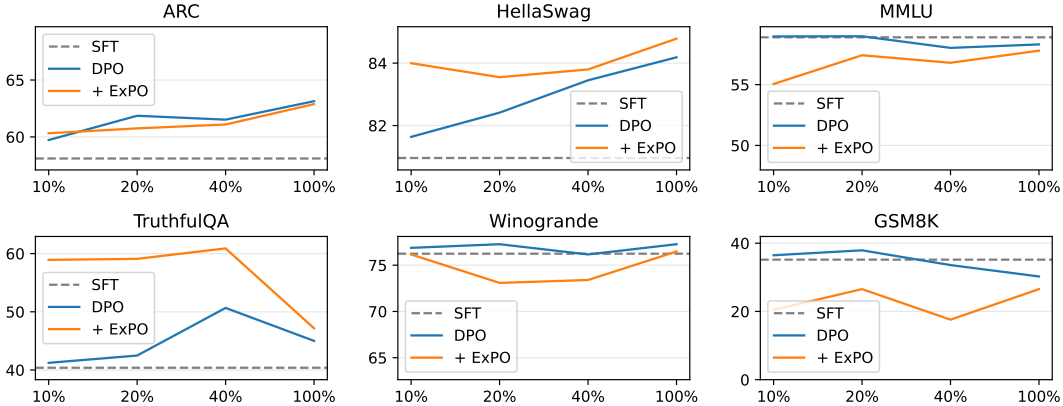 ARC
HellaSwag
MMLU
65
60
SFT
DPO
+ ExPO
10% 20% 40% 100%
84
82
SFT
DPO
+ ExPO
10% 20% 40% 100%
55
50
SFT
DPO
+ ExPO
10% 20% 40% 100%
TruthfulQA
Winogrande
GSM8K
60
50
40
SFT
DPO
+ ExPO
10% 20% 40% 100%
75
70
65
SFT
DPO
+ ExPO
10% 20% 40% 100%
40
20
0
SFT
DPO
+ ExPO
10% 20% 40% 100%